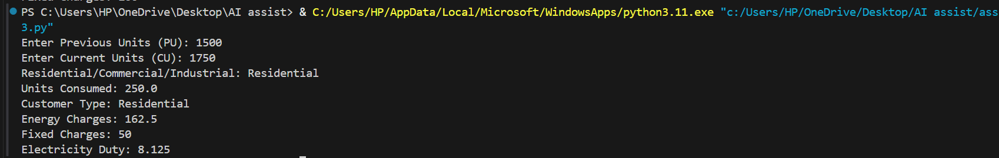 PS C:\Users\HP\OneDrive\Desktop\AI assist> & C:/Users/HP/AppData/Local/Microsoft/WindowsApps/python3.11.exe "c:/Users/HP/OneDrive/Desktop/AI assist/ass
3.py"
Enter Previous Units (PU): 1500
Enter Current Units (CU): 1750
Residential/Commercial/Industrial: Residential
Units Consumed: 250.0
Customer Type: Residential
Energy Charges: 162.5
Fixed Charges: 50
Electricity Duty: 8.125